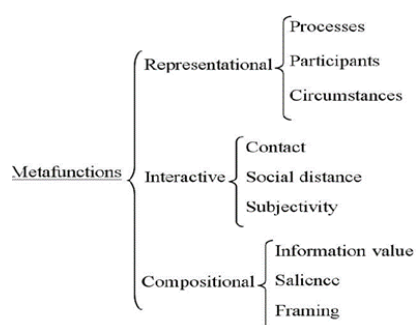 Processes
Representational
Participants
Circumstances
Contact
Metafunctions
Interactive
Social distance
Subjectivity
Information value
Compositional
Salience
Framing